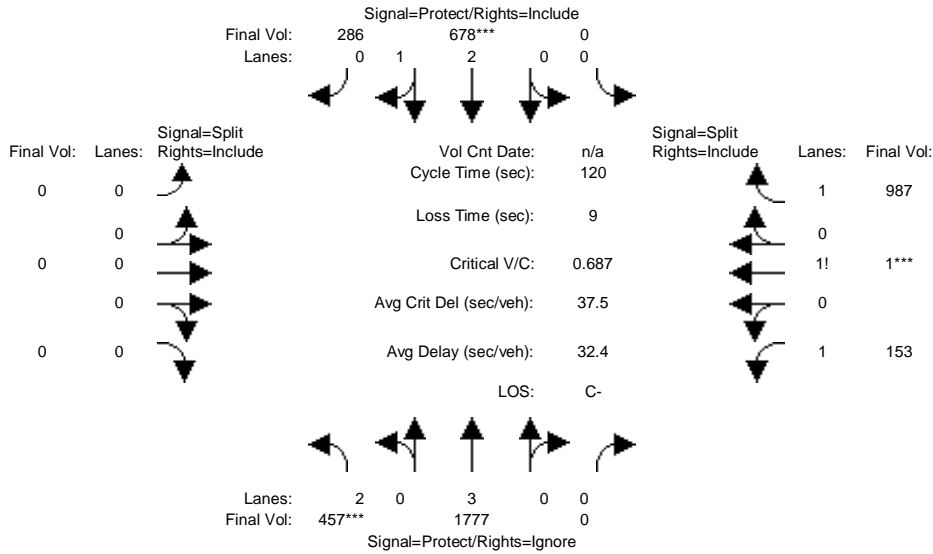 Signal=Protect/Rights=Include
Final Vol: 286 678*** 0
Lanes: 0 1 2 0 0
Signal=Split Signal=Split
Final Vol: Lanes: Rights=Include Vol Cnt Date: n/a Rights=Include Lanes: Final Vol:
Cycle Time (sec): 120
0 0 1 987
Loss Time (sec): 9
0 0
0 0 Critical V/C: 0.687 1! 1***
0 Avg Crit Del (sec/veh): 37.5 0
0 0 Avg Delay (sec/veh): 32.4 1 153
LOS: C-
Lanes: 2 0 3 0 0
Final Vol: 457*** 1777 0
Signal=Protect/Rights=Ignore